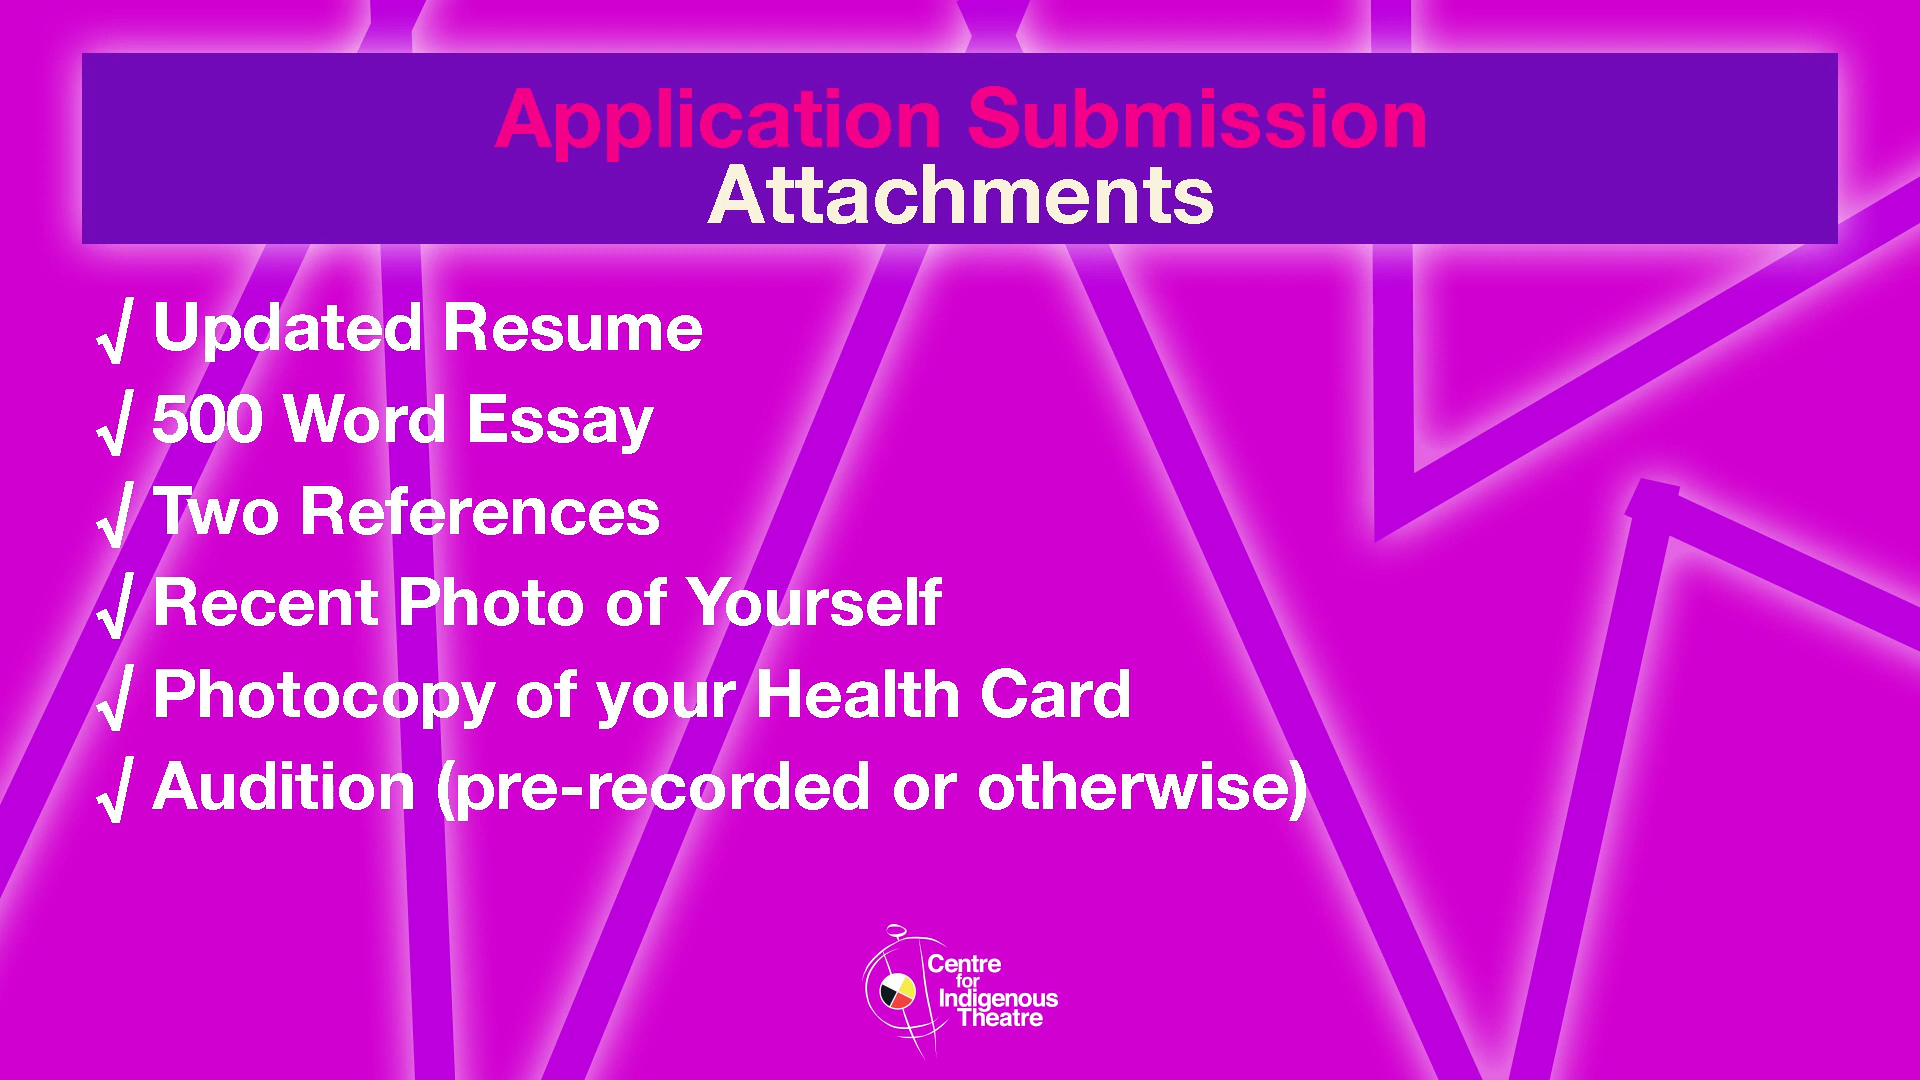 Application Submission
Attachments
√ Updated Resume
√ 500 Word Essay
√ Two References
√ Recent Photo of Yourself
√ Photocopy of your Health Card
√ Audition (pre-recorded or otherwise)
Centre
for
Indigenous
Theatre